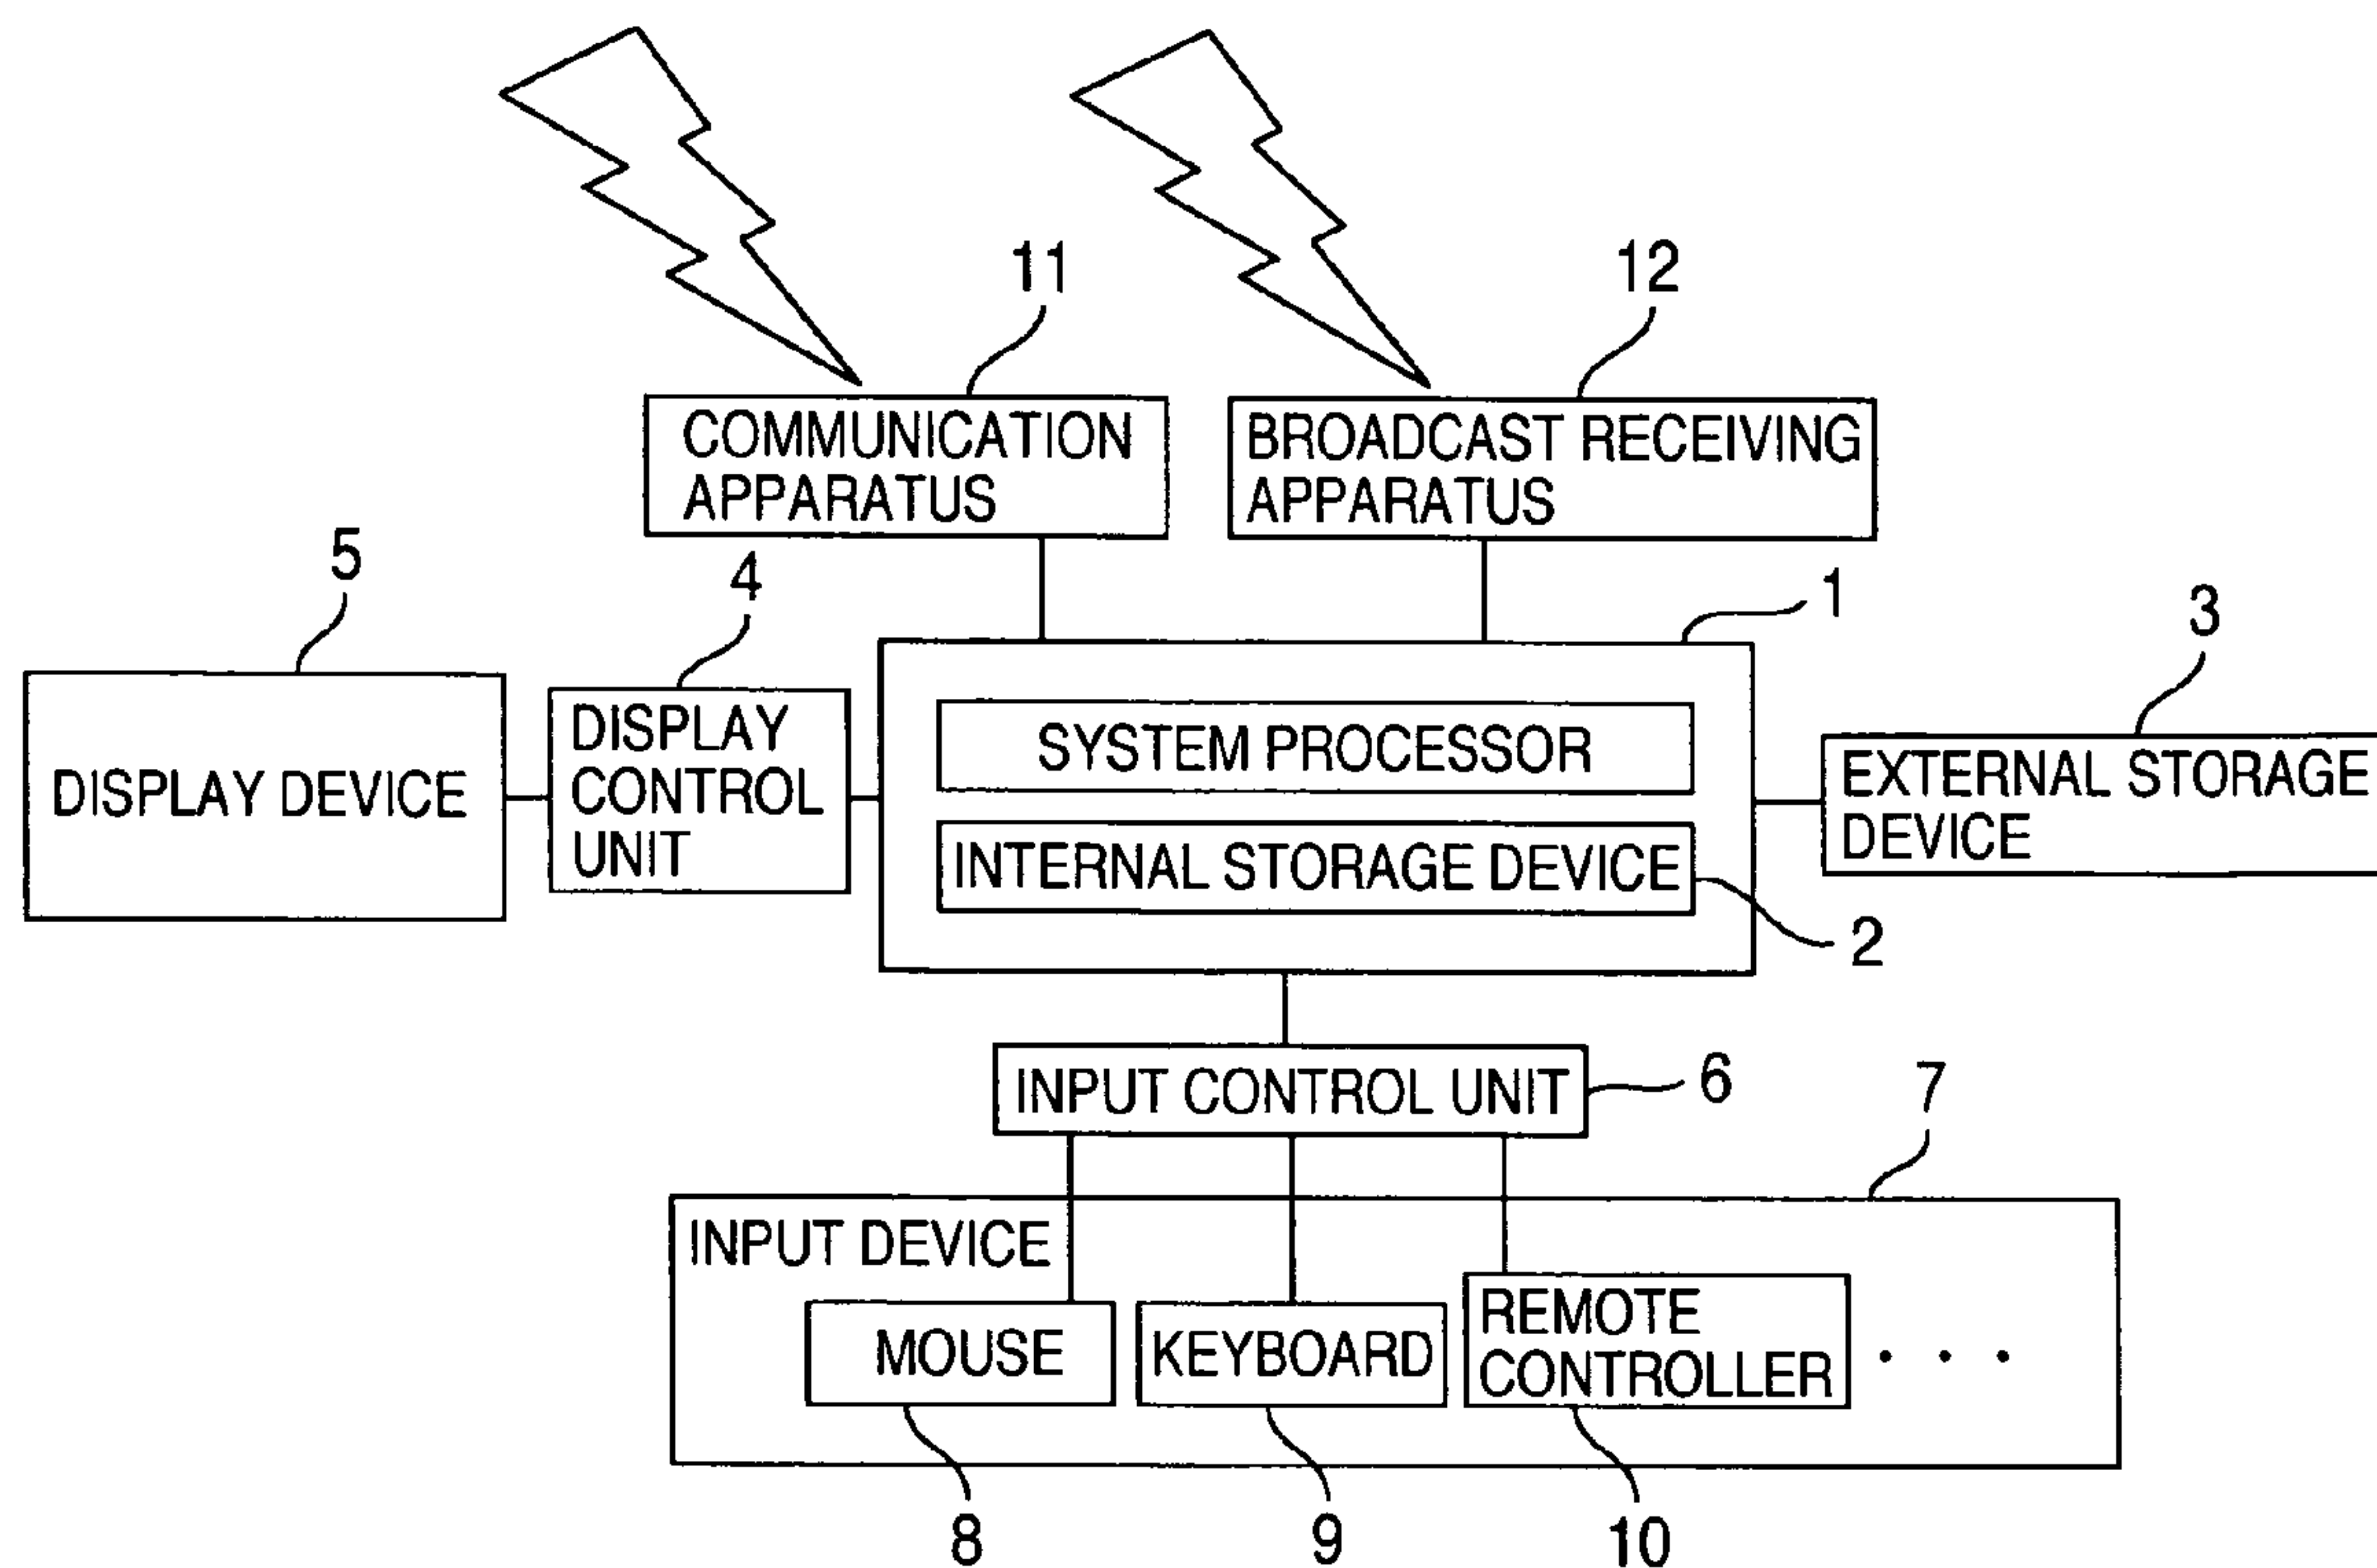 11
12
COMMUNICATION
APPARATUS
BROADCAST RECEIVING
APPARATUS
5
4
1
3
DISPLAY DEVICE
DISPLAY
CONTROL
UNIT
SYSTEM PROCESSOR
INTERNAL STORAGE DEVICE
EXTERNAL STORAGE
DEVICE
2
INPUT CONTROL UNIT
6
7
INPUT DEVICE
MOUSE
KEYBOARD
REMOTE
CONTROLLER
• • •
8
9
10